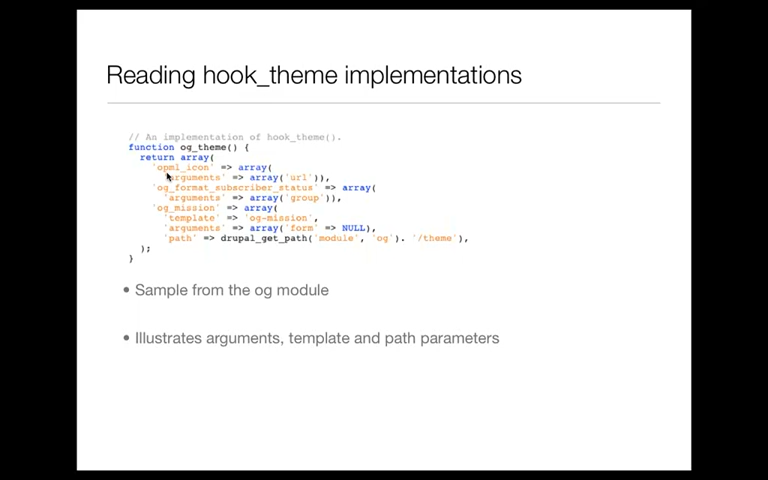 Reading hook_theme implementations
// An implementation of hook_theme().
function og_theme() {
return array(
'opml_icon' => array(
'arguments' => array('url')),
'og_format_subscriber_status' => array(
'arguments' => array('group')),
'og_mission' => array(
'template' => 'og-mission',
'arguments' => array('form' => NULL),
'path' => drupal_get_path('module', 'og'). '/theme'),
);
}
• Sample from the og module
• Illustrates arguments, template and path parameters